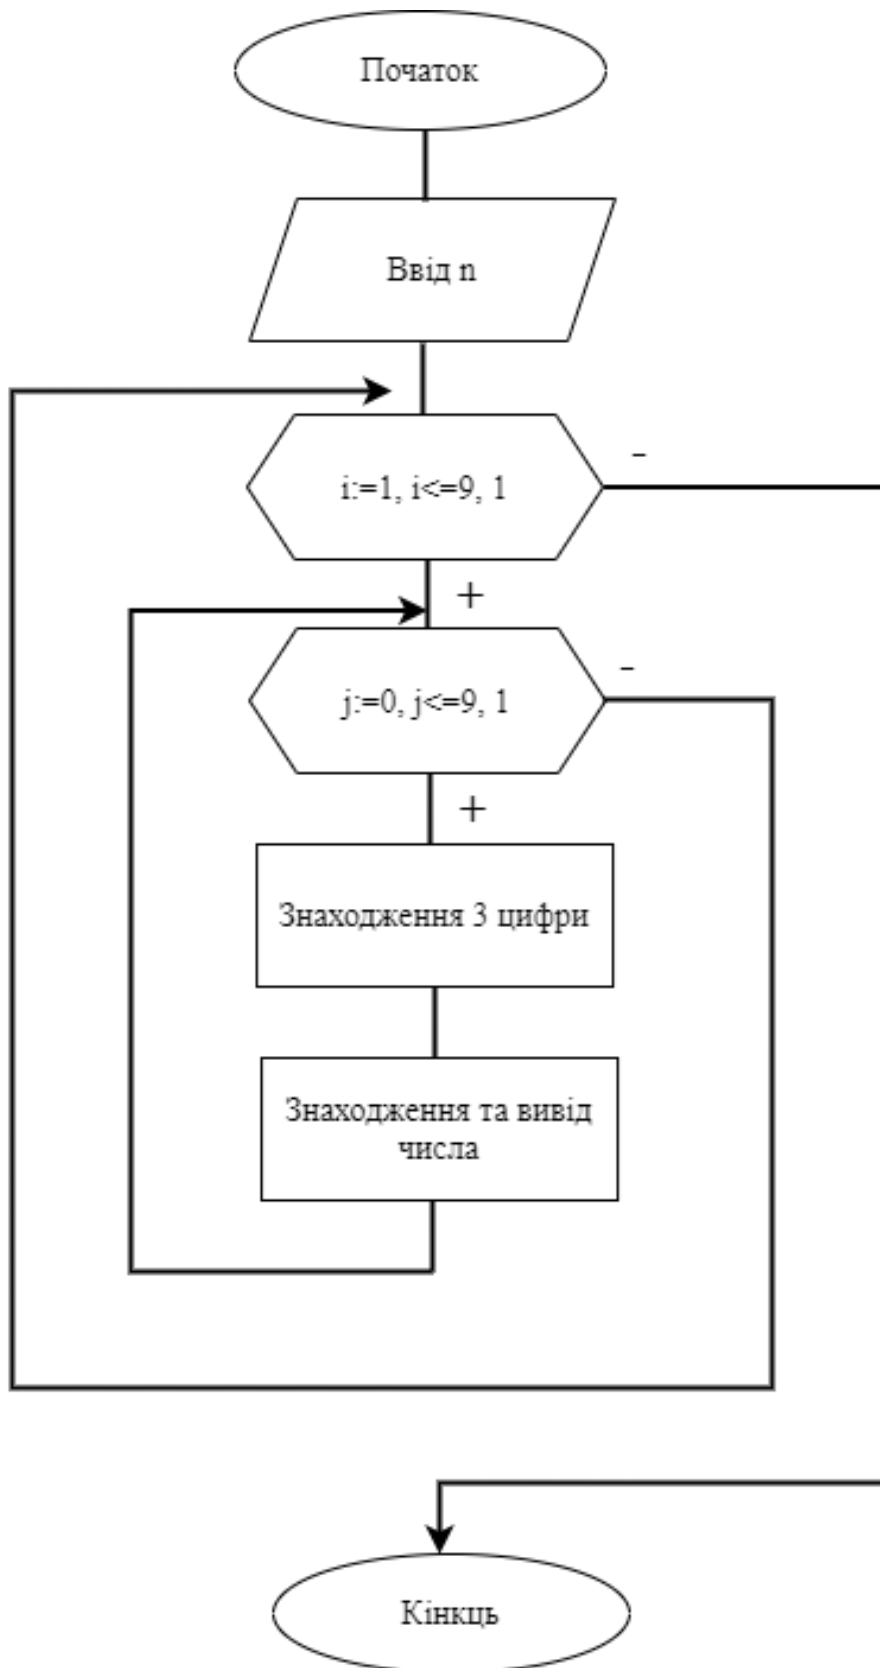 Початок
Ввід n
i:=1, i<=9, 1
-
+
j:=0, j<=9, 1
-
+
Знаходження 3 цифри
Знаходження та вивід
числа
Кінкць